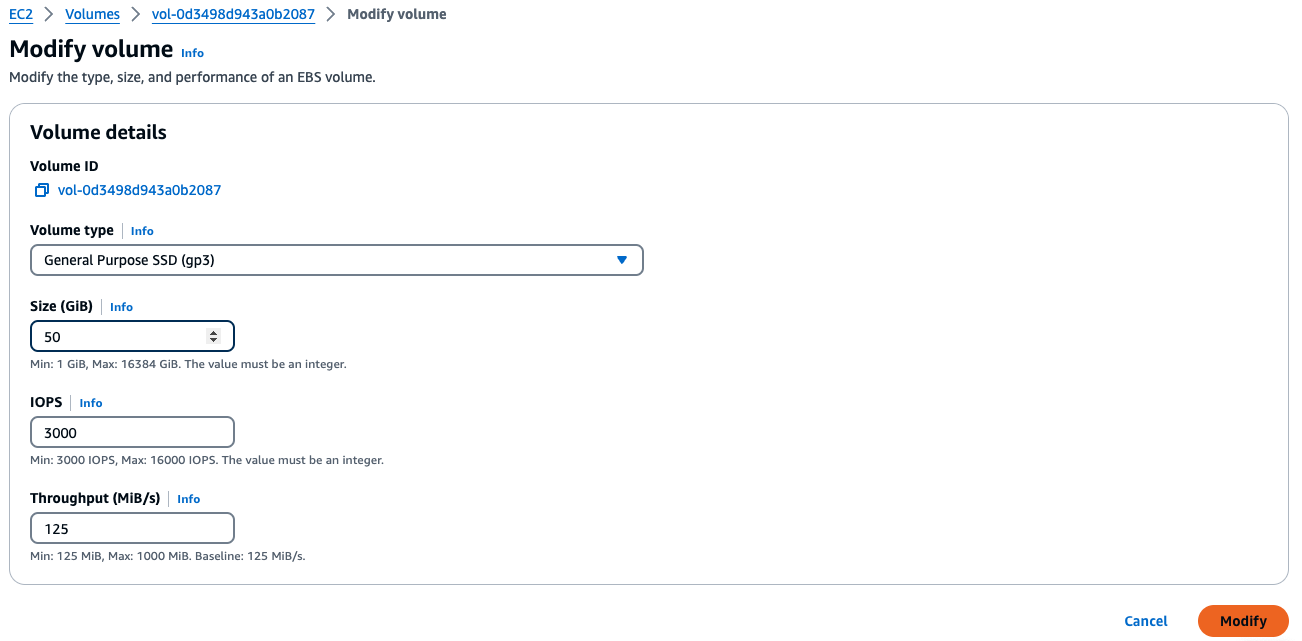 EC2 > Volumes > vol-0d3498d943a0b2087 > Modify volume
Modify volume Info
Modify the type, size, and performance of an EBS volume.
Volume details
Volume ID
vol-0d3498d943a0b2087
Volume type | Info
General Purpose SSD (gp3)
Size (GiB) | Info
50
Min: 1 GiB, Max: 16384 GiB. The value must be an integer.
IOPS | Info
3000
Min: 3000 IOPS, Max: 16000 IOPS. The value must be an integer.
Throughput (MiB/s) | Info
125
Min: 125 MiB, Max: 1000 MiB. Baseline: 125 MiB/s.
Cancel Modify